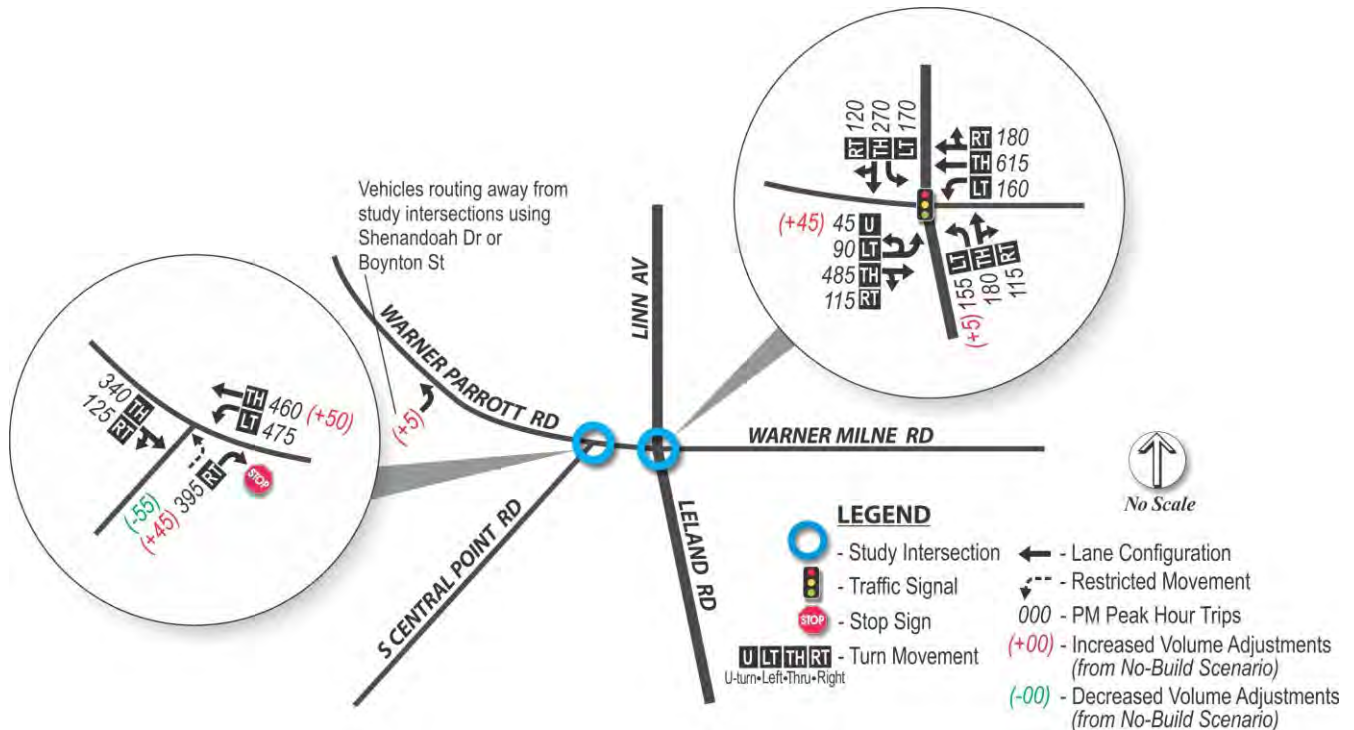 Vehicles routing away from
study intersections using
Shenandoah Dr or
Boynton St
(+5)
WARNER PARROTT RD
LINN AV
WARNER MILNE RD
S CENTRAL POINT RD
LELAND RD
340 TH
125 RT
TH 460 (+50)
LT 475
(-55)
(+45) 395 RT
STOP
RT 120
TH 270
LT 170
RT 180
TH 615
LT 160
(+45) 45 U
90 LT
485 TH
115 RT
(+5) 155 LT
180 TH
115 RT
No Scale
LEGEND
- Study Intersection
- Traffic Signal
STOP - Stop Sign
U LT TH RT - Turn Movement
U-turn•Left•Thru•Right
- Lane Configuration
- Restricted Movement
000 - PM Peak Hour Trips
(+00) - Increased Volume Adjustments
(from No-Build Scenario)
(-00) - Decreased Volume Adjustments
(from No-Build Scenario)